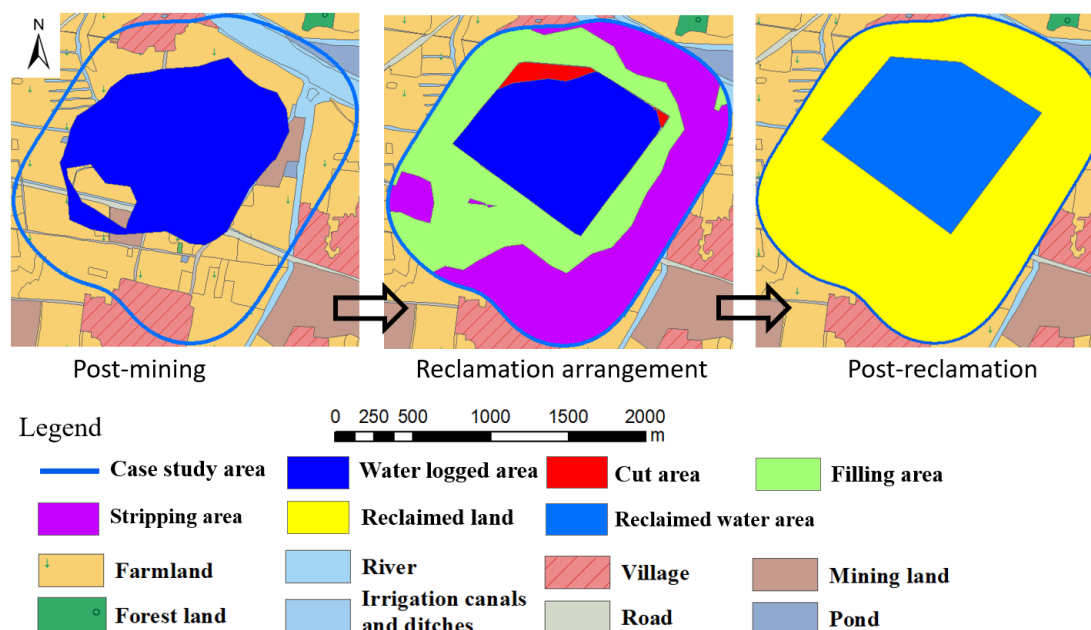 N
Post-mining
Reclamation arrangement
Post-reclamation
Legend
0 250 500 1000 1500 2000
m
Case study area
Water logged area
Cut area
Filling area
Stripping area
Reclaimed land
Reclaimed water area
Farmland
River
Village
Mining land
Forest land
Irrigation canals
and ditches
Road
Pond